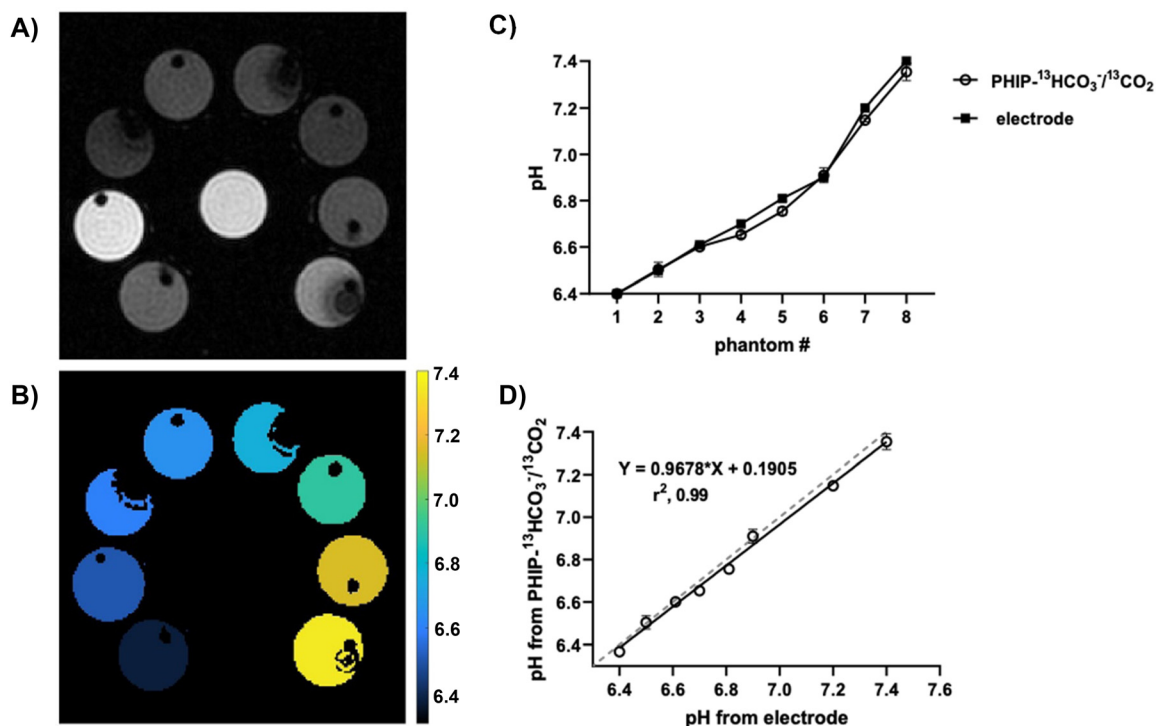 A)
C)
7.4
7.2
7.0
6.8
6.6
6.4
pH
1 2 3 4 5 6 7 8
phantom #
PHIP-¹³HCO₃⁻/¹³CO₂
electrode
B)
7.4
7.2
7.0
6.8
6.6
6.4
D)
pH from PHIP-¹³HCO₃⁻/¹³CO₂
7.4
7.2
7.0
6.8
6.6
6.4
Y = 0.9678*X + 0.1905
r², 0.99
6.4 6.6 6.8 7.0 7.2 7.4 7.6
pH from electrode